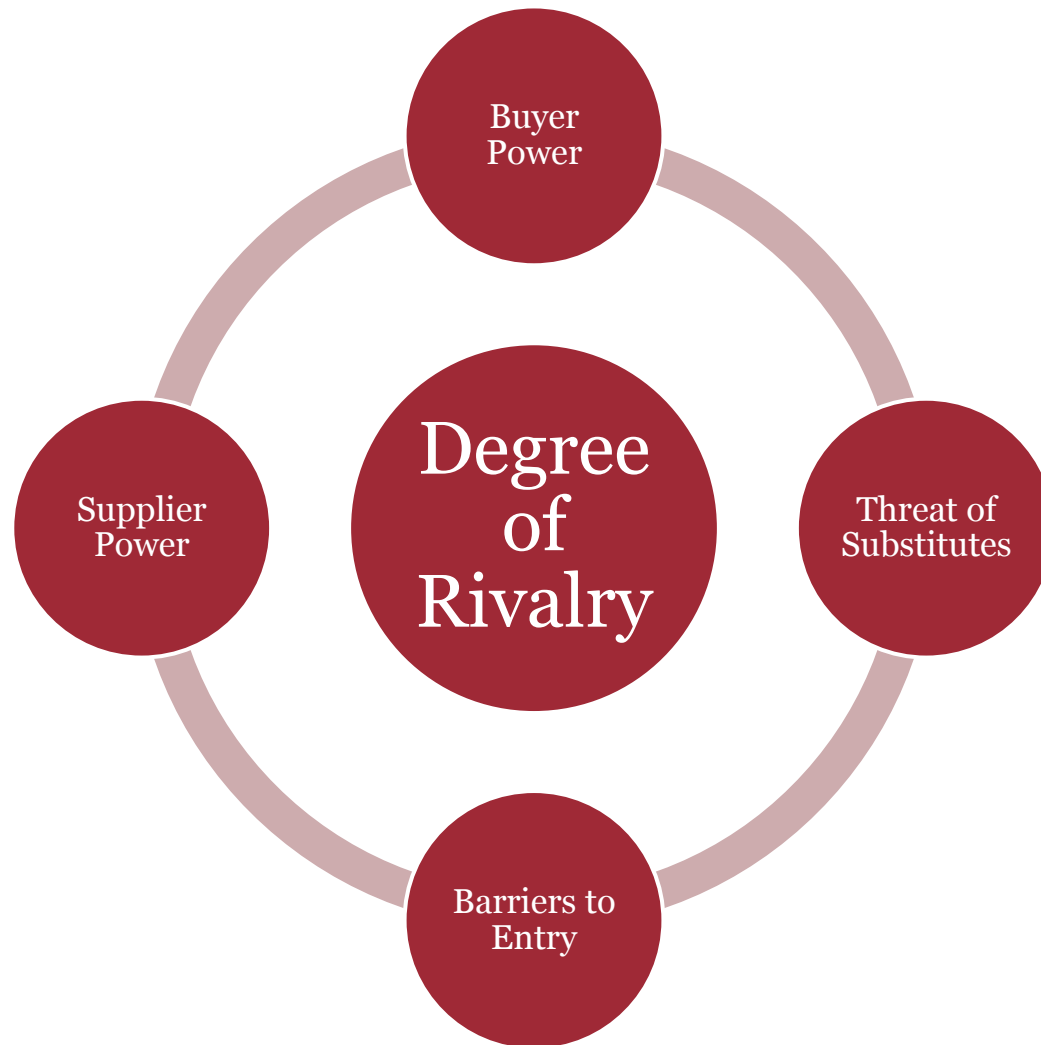 Buyer
Power
Degree
of
Rivalry
Supplier
Power
Threat of
Substitutes
Barriers to
Entry